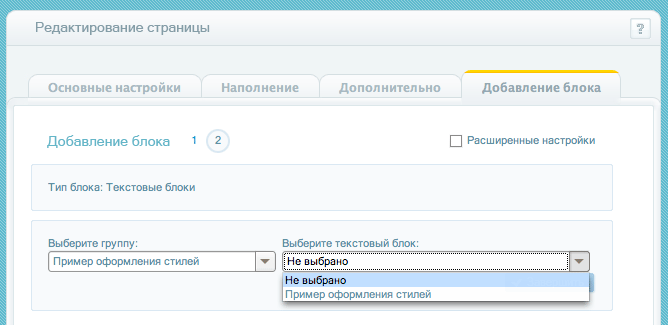 Редактирование страницы
?
Основные настройки Наполнение Дополнительно Добавление блока
Добавление блока 1 2 Расширенные настройки
Тип блока: Текстовые блоки
Выберите группу: Выберите текстовый блок:
Пример оформления стилей Не выбрано
Не выбрано
Пример оформления стилей